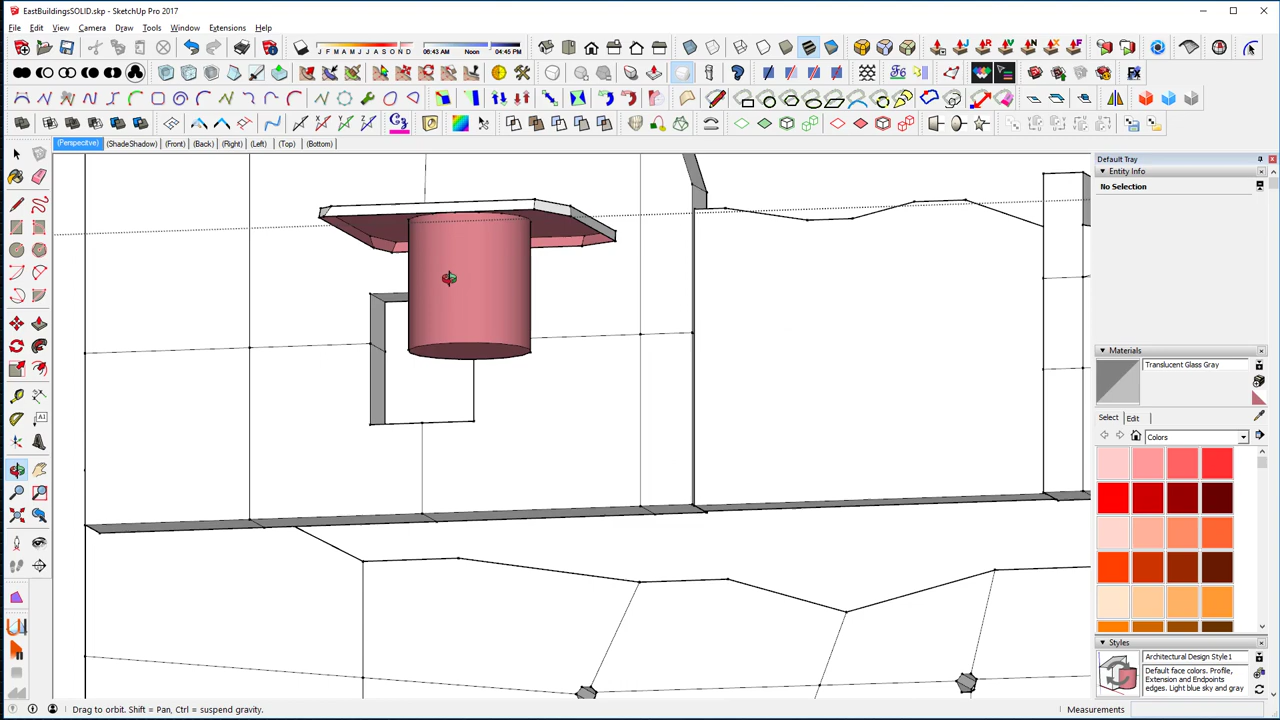 EastBuildingsSOLID.skp - SketchUp Pro 2017
File Edit View Camera Draw Tools Window Extensions Help
J F M A M J J A S O N D 06:43 AM Noon 04:45 PM
(Perspecitve) (ShadeShadow) (Front) (Back) (Right) (Left) (Top) (Bottom)
Default Tray
Entity Info
No Selection
Materials
Translucent Glass Gray
Select Edit
Colors
Styles
Architectural Design Style1
Default face colors. Profile,
Extension and Endpoints
edges. Light blue sky and gray
Drag to orbit. Shift = Pan, Ctrl = suspend gravity.
Measurements